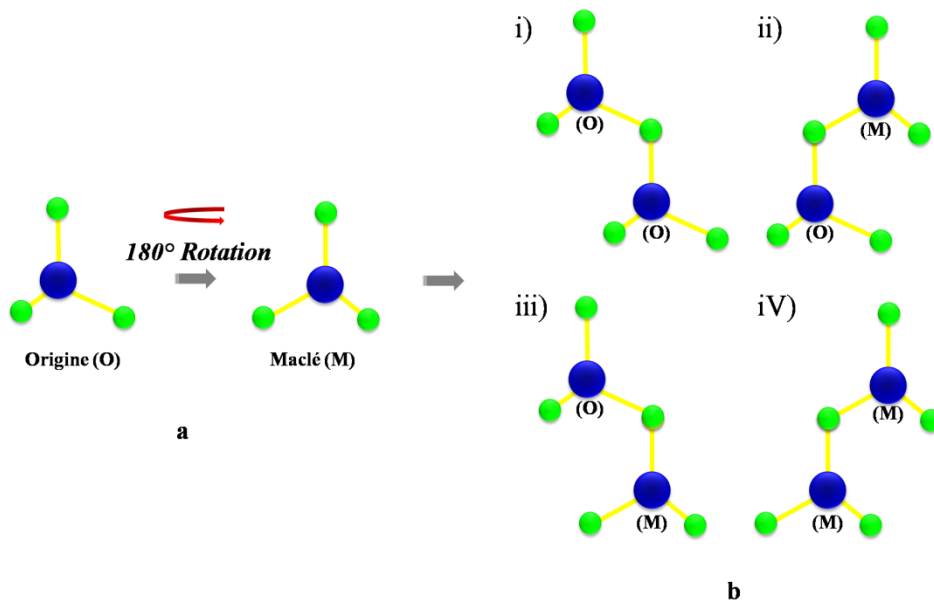 i)
ii)
(O)
(M)
(O)
(O)
180° Rotation
Origine (O)
Maclé (M)
a
iii)
iV)
(O)
(M)
(M)
(M)
b